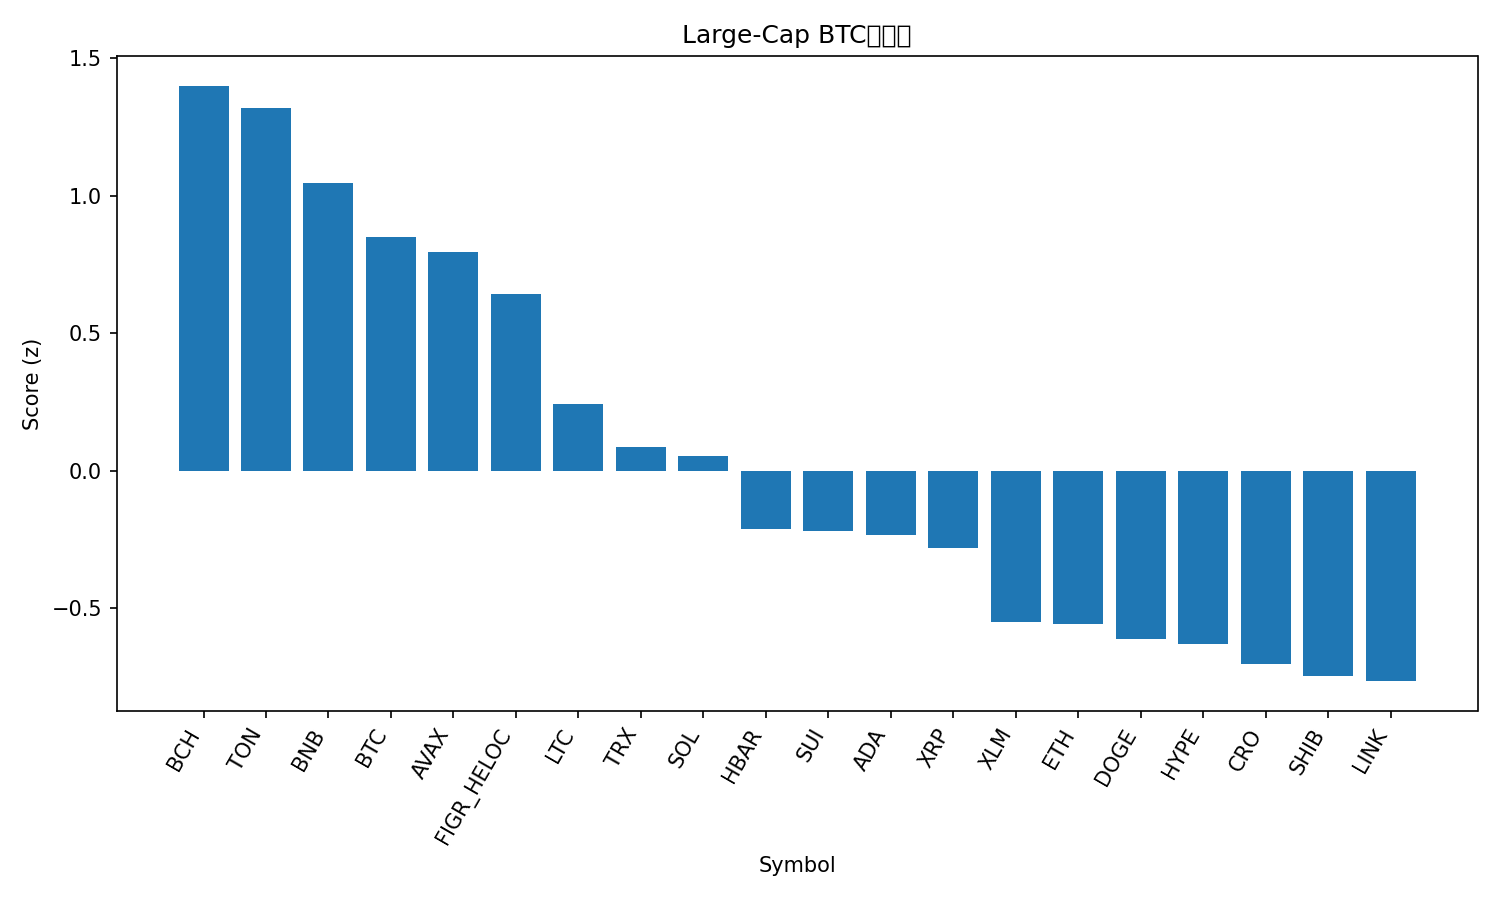 Large-Cap BTC
1.5
1.0
0.5
0.0
−0.5
Score (z)
BCH
TON
BNB
BTC
AVAX
FIGR_HELOC
LTC
TRX
SOL
HBAR
SUI
ADA
XRP
XLM
ETH
DOGE
HYPE
CRO
SHIB
LINK
Symbol